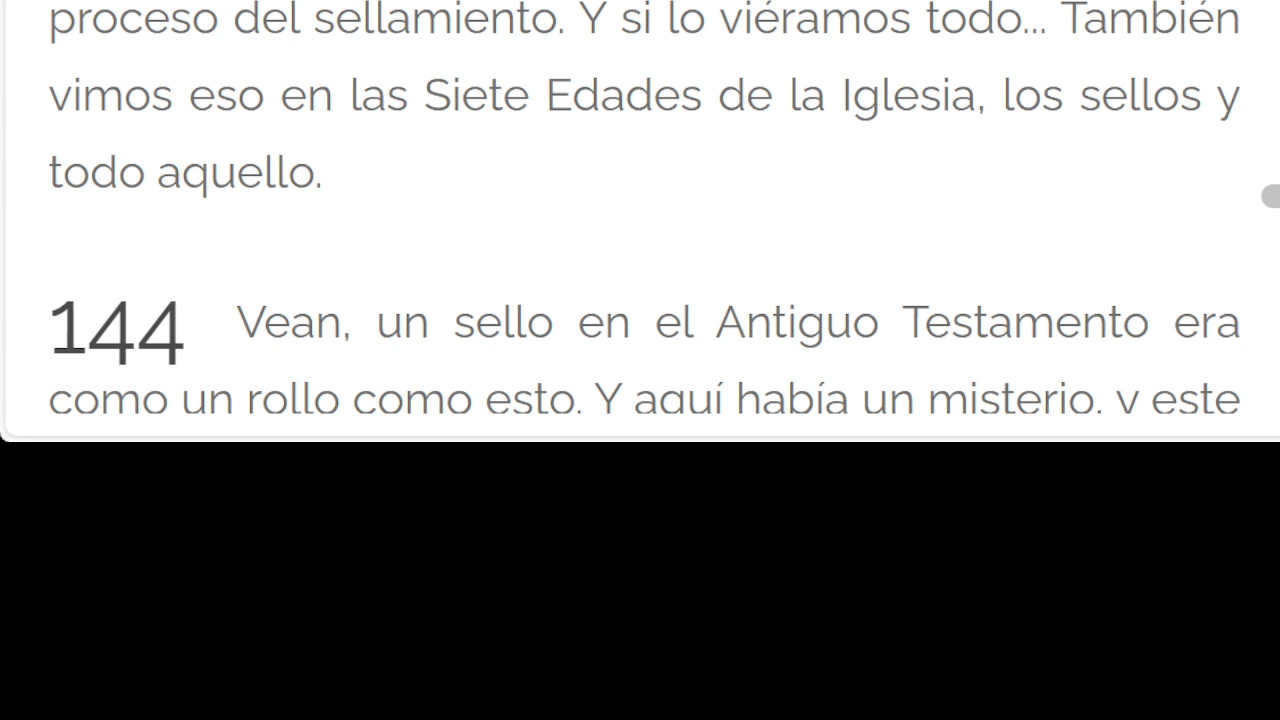 proceso del sellamiento. Y si lo viéramos todo... También
vimos eso en las Siete Edades de la Iglesia, los sellos y
todo aquello.
144 Vean, un sello en el Antiguo Testamento era
como un rollo como esto. Y aquí había un misterio, y este